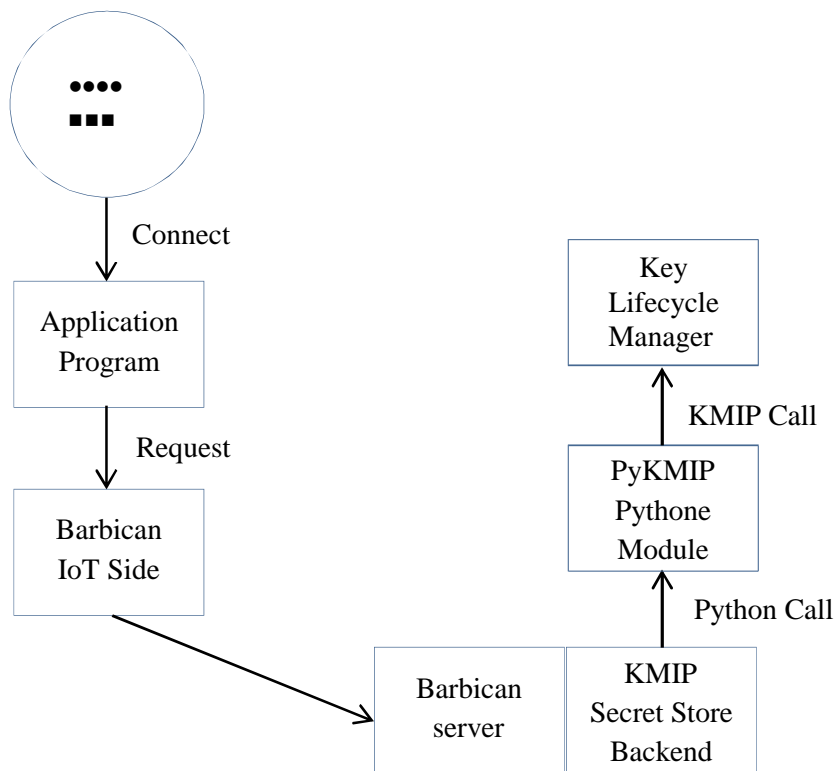 ●●●●
■■■
Connect
Application
Program
Request
Barbican
IoT Side
Barbican
server
KMIP
Secret Store
Backend
Python Call
PyKMIP
Pythone
Module
KMIP Call
Key
Lifecycle
Manager